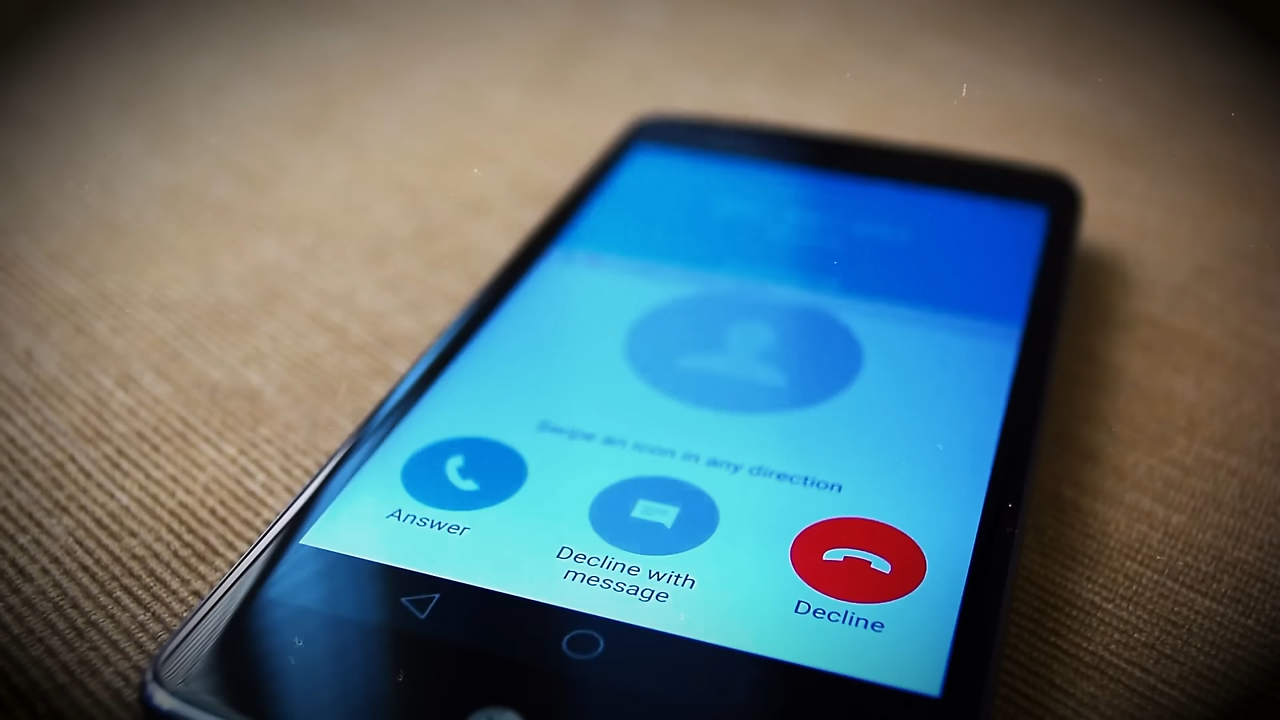 Swipe an icon in any direction
Answer
Decline with
message
Decline